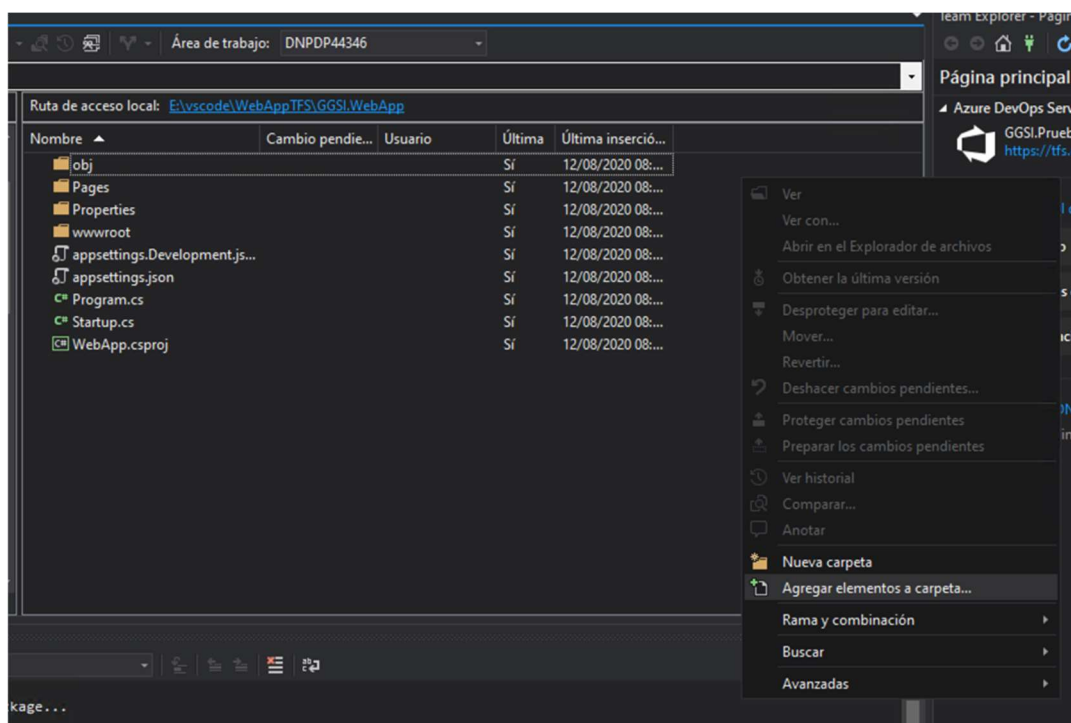 Team Explorer - Págin
Área de trabajo: DNPDP44346
Página principal
Ruta de acceso local: E:\vscode\WebAppTFS\GGSI.WebApp
Azure DevOps Serv
GGSI.Prueb
https://tfs.
Nombre Cambio pendie... Usuario Última Última inserció...
obj Sí 12/08/2020 08:...
Pages Sí 12/08/2020 08:...
Properties Sí 12/08/2020 08:...
wwwroot Sí 12/08/2020 08:...
appsettings.Development.js... Sí 12/08/2020 08:...
appsettings.json Sí 12/08/2020 08:...
Program.cs Sí 12/08/2020 08:...
Startup.cs Sí 12/08/2020 08:...
WebApp.csproj Sí 12/08/2020 08:...
Ver
Ver con...
Abrir en el Explorador de archivos
Obtener la última versión
Desproteger para editar...
Mover...
Revertir...
Deshacer cambios pendientes...
Proteger cambios pendientes
Preparar los cambios pendientes
Ver historial
Comparar...
Anotar
Nueva carpeta
Agregar elementos a carpeta...
Rama y combinación
Buscar
Avanzadas
kage...